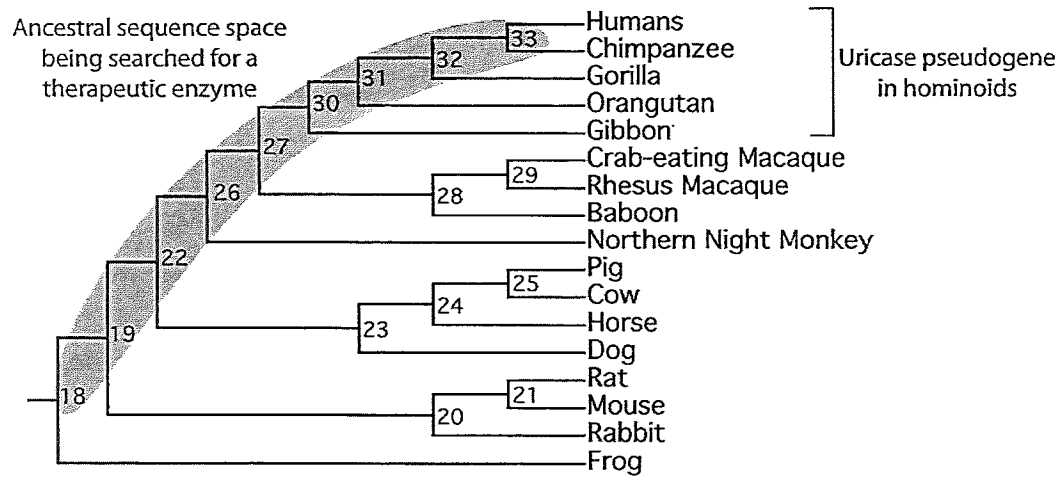 Ancestral sequence space
being searched for a
therapeutic enzyme
Humans
33
Chimpanzee
32
Gorilla
31
Orangutan
30
Gibbon
Uricase pseudogene
in hominoids
27
Crab-eating Macaque
29
Rhesus Macaque
28
Baboon
26
Northern Night Monkey
22
Pig
25
Cow
24
Horse
23
Dog
19
Rat
21
Mouse
20
Rabbit
18
Frog